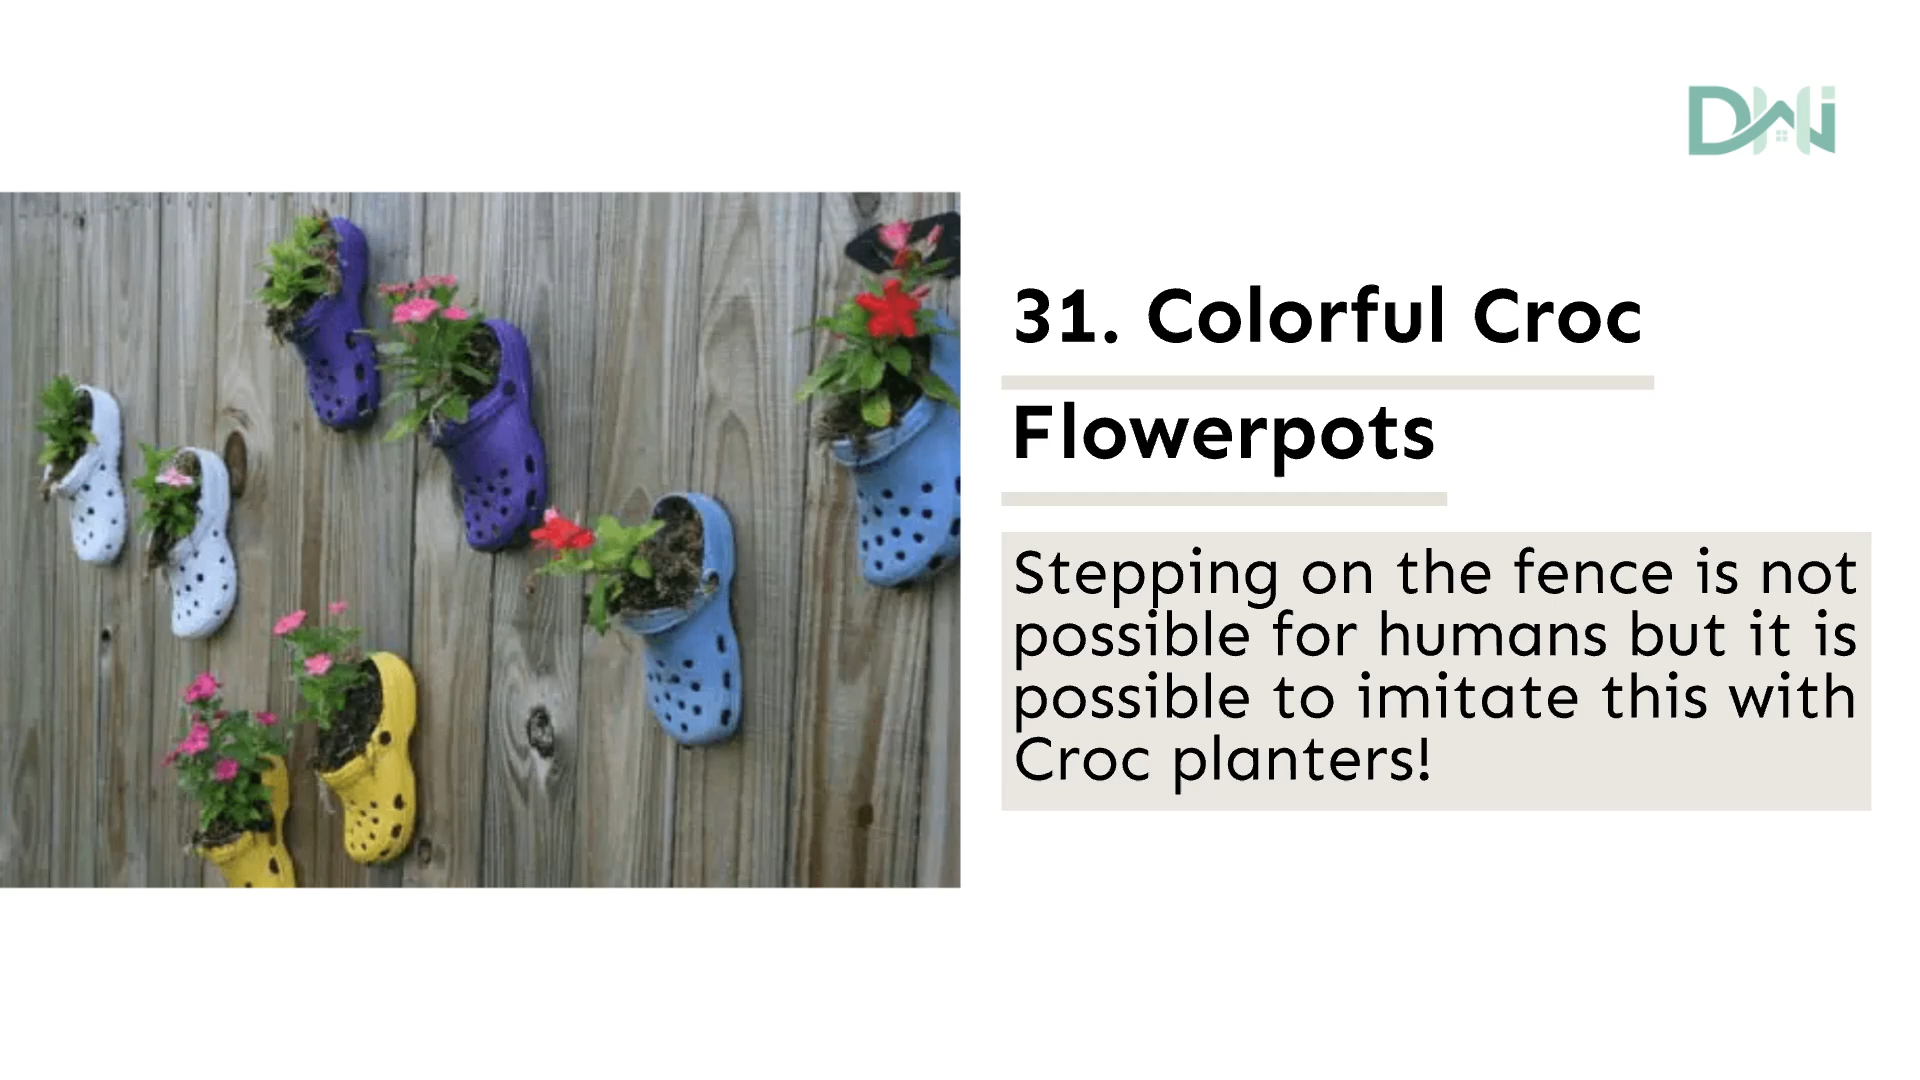 DHI
31. Colorful Croc
Flowerpots
Stepping on the fence is not
possible for humans but it is
possible to imitate this with
Croc planters!